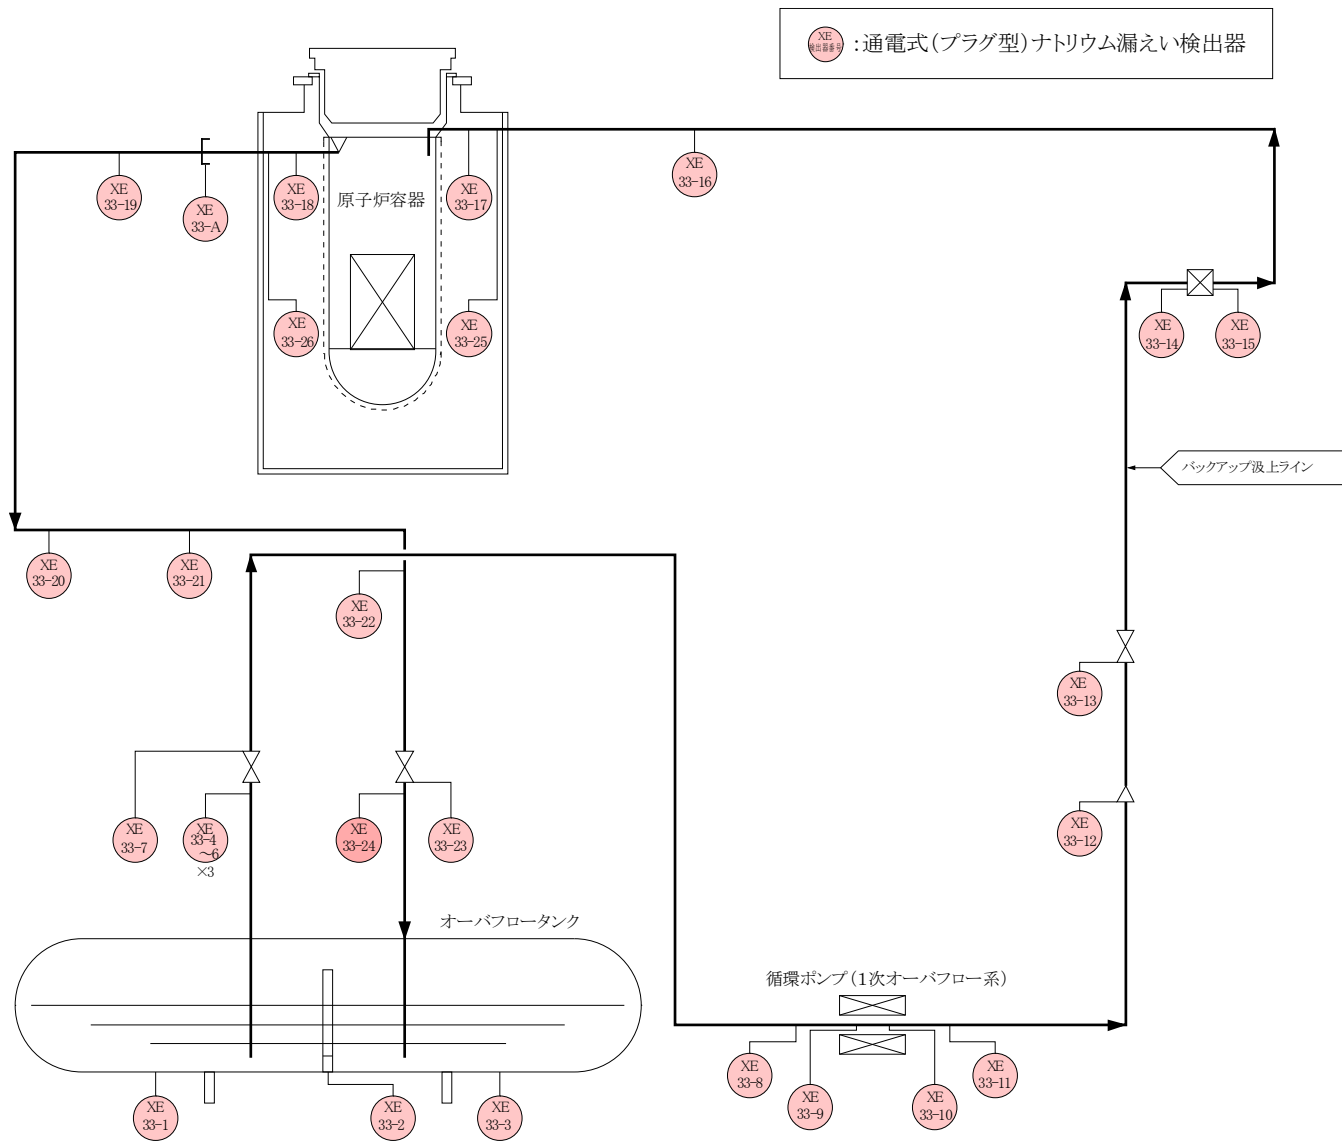 XE
検出器番号
:通電式(プラグ型)ナトリウム漏えい検出器
XE
33-19
XE
33-A
XE
33-18
原子炉容器
XE
33-17
XE
33-16
XE
33-26
XE
33-25
XE
33-14
XE
33-15
バックアップ汲上ライン
XE
33-20
XE
33-21
XE
33-22
XE
33-13
XE
33-7
XE
33-4
～6
×3
XE
33-24
XE
33-23
XE
33-12
オーバフロータンク
循環ポンプ(1次オーバフロー系)
XE
33-8
XE
33-9
XE
33-10
XE
33-11
XE
33-1
XE
33-2
XE
33-3